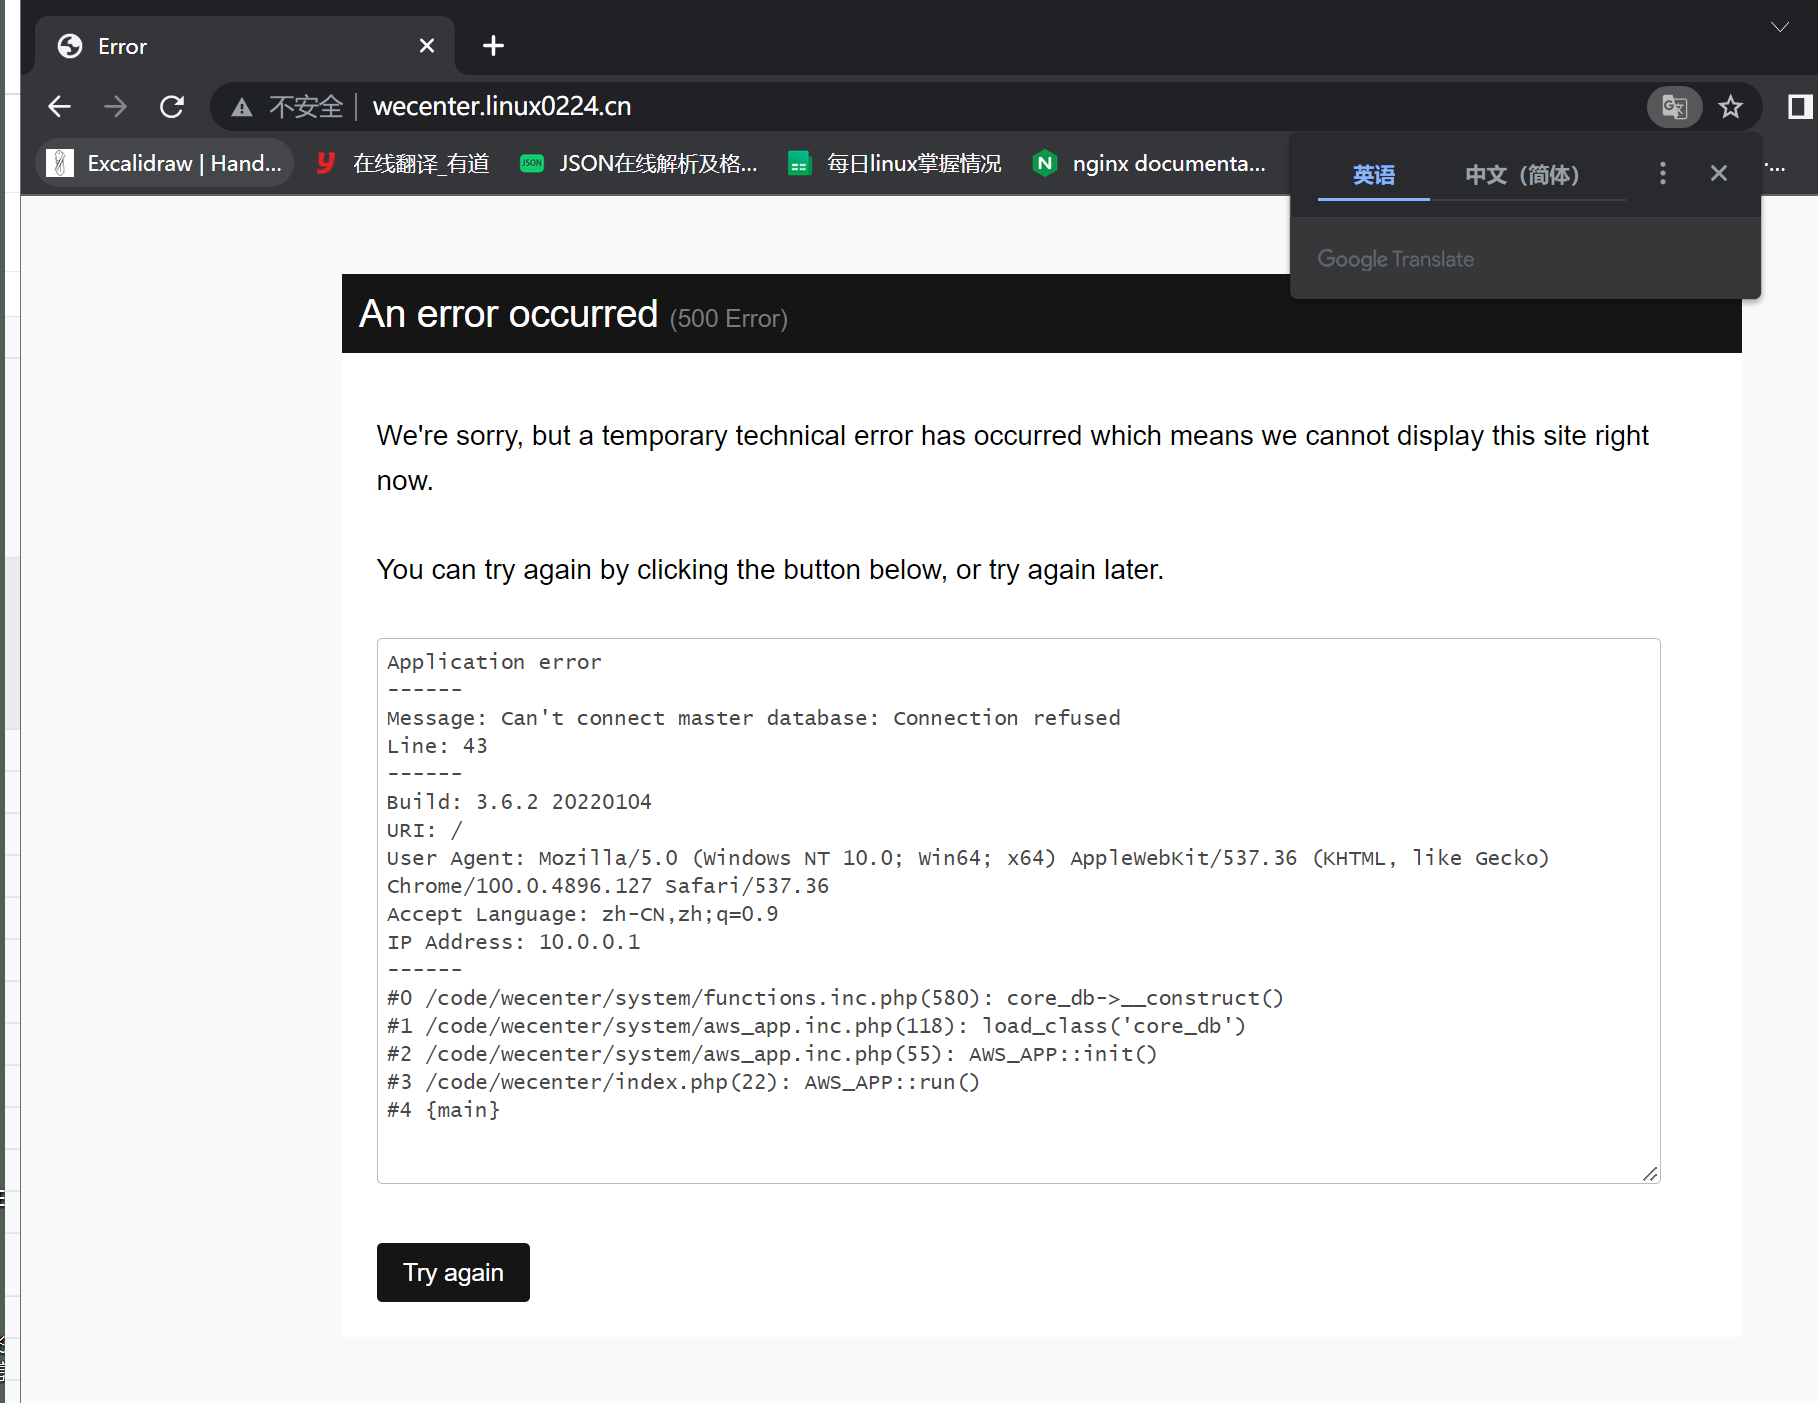 Error
不安全 | wecenter.linux0224.cn
Excalidraw | Hand... 在线翻译_有道 JSON在线解析及格... 每日linux掌握情况 nginx documenta...
英语 中文（简体）
Google Translate
An error occurred (500 Error)
We're sorry, but a temporary technical error has occurred which means we cannot display this site right
now.
You can try again by clicking the button below, or try again later.
Application error
------
Message: Can't connect master database: Connection refused
Line: 43
------
Build: 3.6.2 20220104
URI: /
User Agent: Mozilla/5.0 (Windows NT 10.0; Win64; x64) AppleWebKit/537.36 (KHTML, like Gecko)
Chrome/100.0.4896.127 Safari/537.36
Accept Language: zh-CN,zh;q=0.9
IP Address: 10.0.0.1
------
#0 /code/wecenter/system/functions.inc.php(580): core_db->__construct()
#1 /code/wecenter/system/aws_app.inc.php(118): load_class('core_db')
#2 /code/wecenter/system/aws_app.inc.php(55): AWS_APP::init()
#3 /code/wecenter/index.php(22): AWS_APP::run()
#4 {main}
Try again